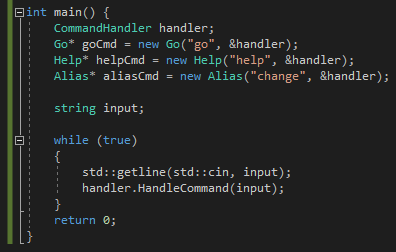 int main() {
    CommandHandler handler;
    Go* goCmd = new Go("go", &handler);
    Help* helpCmd = new Help("help", &handler);
    Alias* aliasCmd = new Alias("change", &handler);

    string input;

    while (true)
    {
        std::getline(std::cin, input);
        handler.HandleCommand(input);
    }
    return 0;
}